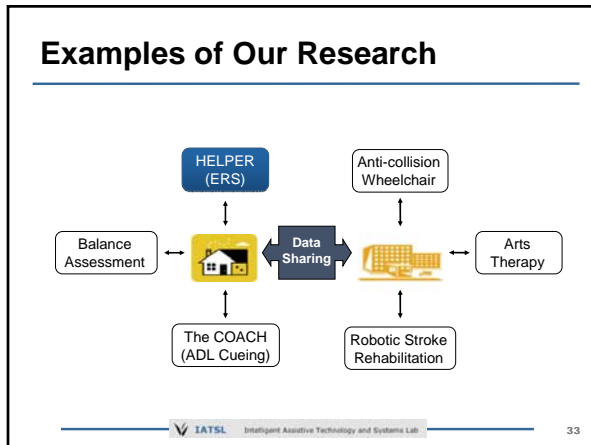 Examples of Our Research
HELPER
(ERS)
Anti-collision
Wheelchair
Balance
Assessment
Data
Sharing
Arts
Therapy
The COACH
(ADL Cueing)
Robotic Stroke
Rehabilitation
IATSL Intelligent Assistive Technology and Systems Lab
33